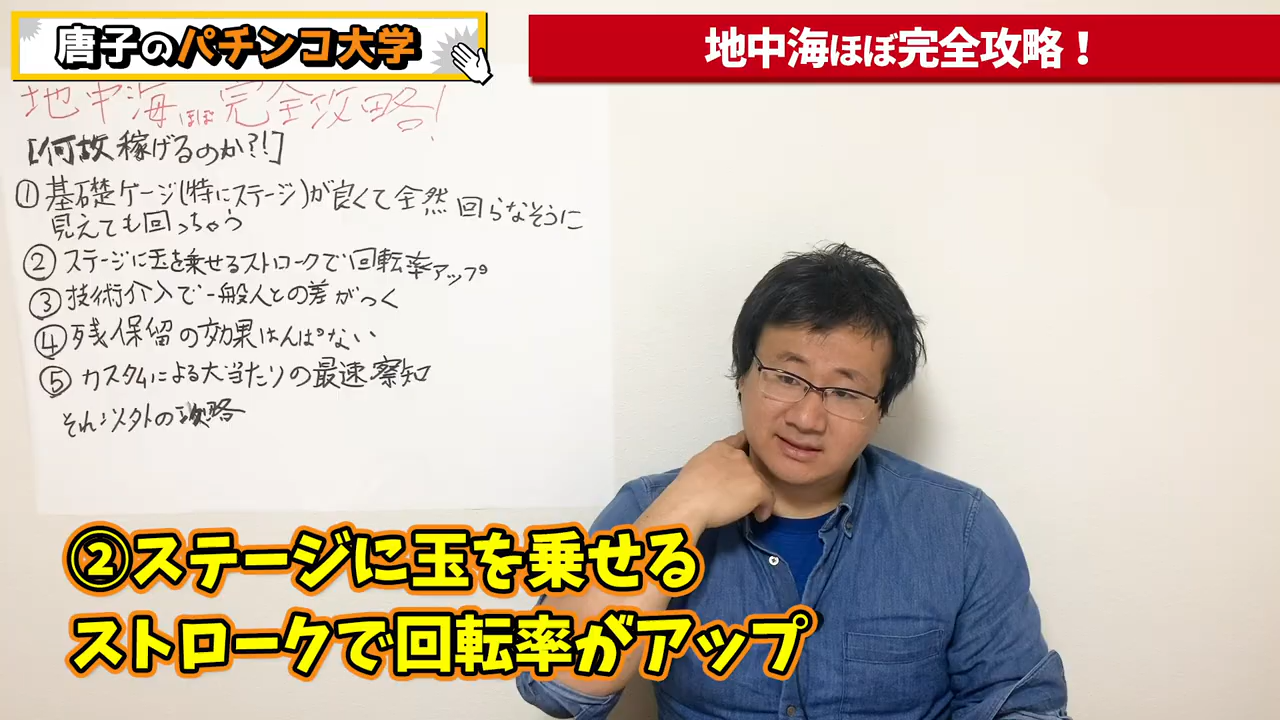 唐子のパチンコ大学
地中海ほぼ完全攻略！
地中海ほぼ完全攻略!
[何故稼げるのか?!]
①基礎ゲージ(特にステージ)が良くて全然回らなそうに
見えても回っちゃう
②ステージに玉を乗せるストロークで回転率アップ
③技術介入で一般人との差がつく
④残保留の効果はんぱない
⑤カスタムによる大当たりの最速察知
それ以外の攻略
②ステージに玉を乗せる
ストロークで回転率がアップ